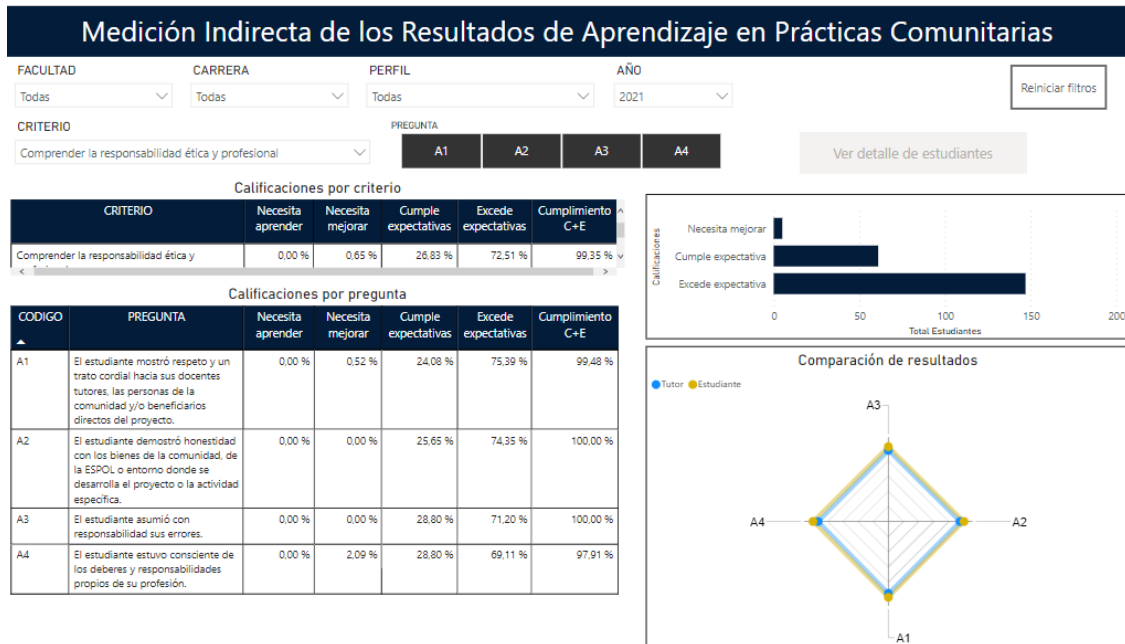 Medición Indirecta de los Resultados de Aprendizaje en Prácticas Comunitarias
FACULTAD CARRERA PERFIL AÑO
Todas Todas Todas 2021
Reiniciar filtros
CRITERIO PREGUNTA
Comprender la responsabilidad ética y profesional A1 A2 A3 A4
Ver detalle de estudiantes
Calificaciones por criterio
CRITERIO Necesita aprender Necesita mejorar Cumple expectativas Excede expectativas Cumplimiento C+E
Comprender la responsabilidad ética y 0,00 % 0,65 % 26,83 % 72,51 % 99,35 %
Calificaciones por pregunta
CODIGO PREGUNTA Necesita aprender Necesita mejorar Cumple expectativas Excede expectativas Cumplimiento C+E
A1 El estudiante mostró respeto y un 0,00 % 0,52 % 24,08 % 75,39 % 99,48 %
trato cordial hacia sus docentes
tutores, las personas de la
comunidad y/o beneficiarios
directos del proyecto.
A2 El estudiante demostró honestidad 0,00 % 0,00 % 25,65 % 74,35 % 100,00 %
con los bienes de la comunidad, de
la ESPOL o entorno donde se
desarrolla el proyecto o la actividad
específica.
A3 El estudiante asumió con 0,00 % 0,00 % 28,80 % 71,20 % 100,00 %
responsabilidad sus errores.
A4 El estudiante estuvo consciente de 0,00 % 2,09 % 28,80 % 69,11 % 97,91 %
los deberes y responsabilidades
propios de su profesión.
Calificaciones
Necesita mejorar
Cumple expectativa
Excede expectativa
0 50 100 150 200
Total Estudiantes
Comparación de resultados
Tutor Estudiante
A3
A4
A2
A1